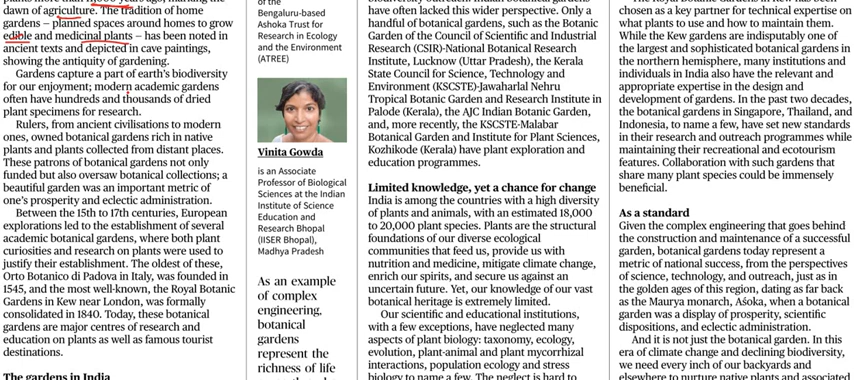 dawn of agriculture. The tradition of home
gardens — planned spaces around homes to grow
edible and medicinal plants — has been noted in
ancient texts and depicted in cave paintings,
showing the antiquity of gardening.
Gardens capture a part of earth's biodiversity
for our enjoyment; modern academic gardens
often have hundreds and thousands of dried
plant specimens for research.
Rulers, from ancient civilisations to modern
ones, owned botanical gardens rich in native
plants and plants collected from distant places.
These patrons of botanical gardens not only
funded but also oversaw botanical collections; a
beautiful garden was an important metric of
one's prosperity and eclectic administration.
Between the 15th to 17th centuries, European
explorations led to the establishment of several
academic botanical gardens, where both plant
curiosities and research on plants were used to
justify their establishment. The oldest of these,
Orto Botanico di Padova in Italy, was founded in
1545, and the most well-known, the Royal Botanic
Gardens in Kew near London, was formally
consolidated in 1840. Today, these botanical
gardens are major centres of research and
education on plants as well as famous tourist
destinations.
The gardens in India
of the
Bengaluru-based
Ashoka Trust for
Research in Ecology
and the Environment
(ATREE)
Vinita Gowda
is an Associate
Professor of Biological
Sciences at the Indian
Institute of Science
Education and
Research Bhopal
(IISER Bhopal),
Madhya Pradesh
As an example
of complex
engineering,
botanical
gardens
represent the
richness of life
have often lacked this wider perspective. Only a
handful of botanical gardens, such as the Botanic
Garden of the Council of Scientific and Industrial
Research (CSIR)-National Botanical Research
Institute, Lucknow (Uttar Pradesh), the Kerala
State Council for Science, Technology and
Environment (KSCSTE)-Jawaharlal Nehru
Tropical Botanic Garden and Research Institute in
Palode (Kerala), the AJC Indian Botanic Garden,
and, more recently, the KSCSTE-Malabar
Botanical Garden and Institute for Plant Sciences,
Kozhikode (Kerala) have plant exploration and
education programmes.
Limited knowledge, yet a chance for change
India is among the countries with a high diversity
of plants and animals, with an estimated 18,000
to 20,000 plant species. Plants are the structural
foundations of our diverse ecological
communities that feed us, provide us with
nutrition and medicine, mitigate climate change,
enrich our spirits, and secure us against an
uncertain future. Yet, our knowledge of our vast
botanical heritage is extremely limited.
Our scientific and educational institutions,
with a few exceptions, have neglected many
aspects of plant biology: taxonomy, ecology,
evolution, plant-animal and plant mycorrhizal
interactions, population ecology and stress
biology to name a few. The neglect is hard to
chosen as a key partner for technical expertise on
what plants to use and how to maintain them.
While the Kew gardens are indisputably one of
the largest and sophisticated botanical gardens in
the northern hemisphere, many institutions and
individuals in India also have the relevant and
appropriate expertise in the design and
development of gardens. In the past two decades,
the botanical gardens in Singapore, Thailand, and
Indonesia, to name a few, have set new standards
in their research and outreach programmes while
maintaining their recreational and ecotourism
features. Collaboration with such gardens that
share many plant species could be immensely
beneficial.
As a standard
Given the complex engineering that goes behind
the construction and maintenance of a successful
garden, botanical gardens today represent a
metric of national success, from the perspectives
of science, technology, and outreach, just as in
the golden ages of this region, dating as far back
as the Maurya monarch, Aśoka, when a botanical
garden was a display of prosperity, scientific
dispositions, and eclectic administration.
And it is not just the botanical garden. In this
era of climate change and declining biodiversity,
we need every inch of our backyards and
elsewhere to nurture native plants and associated